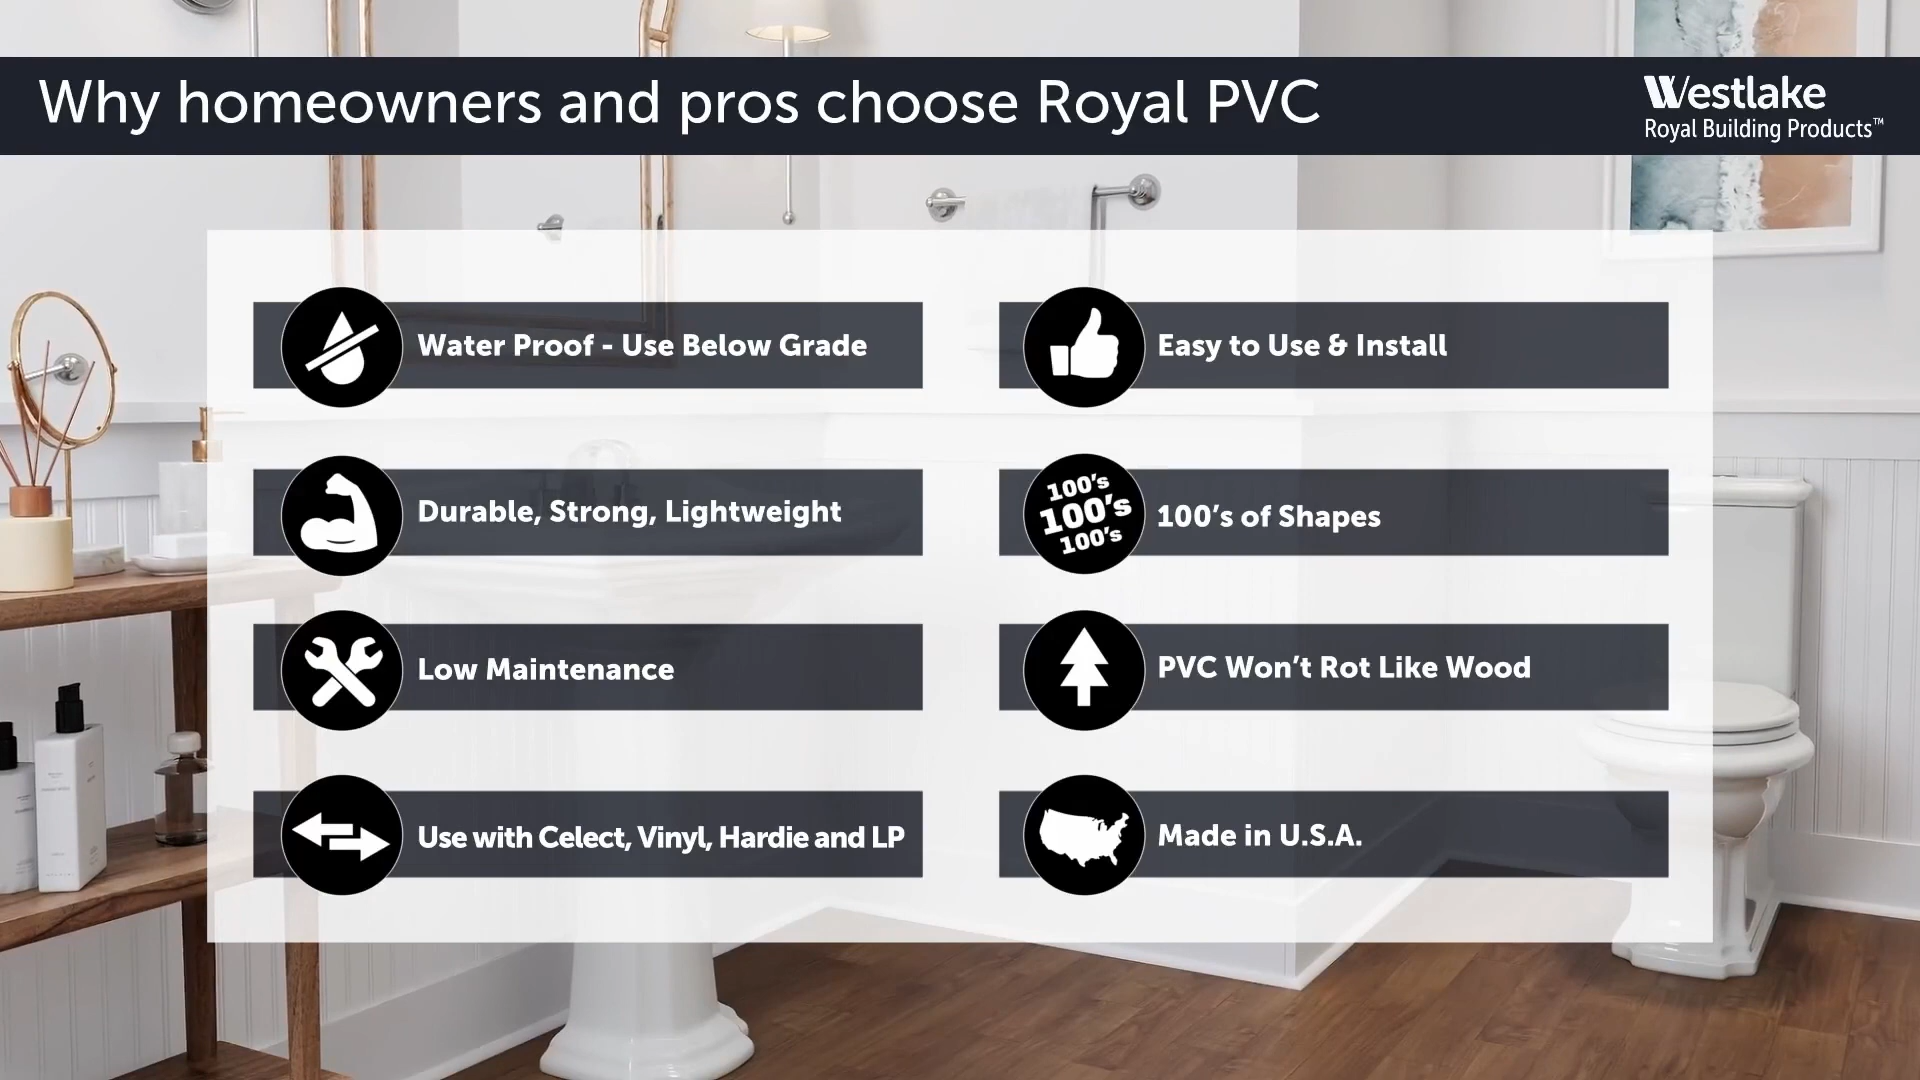 Why homeowners and pros choose Royal PVC
Westlake
Royal Building Products™
Water Proof - Use Below Grade
Easy to Use & Install
Durable, Strong, Lightweight
100's
100's
100's
100's of Shapes
Low Maintenance
PVC Won't Rot Like Wood
Use with Celect, Vinyl, Hardie and LP
Made in U.S.A.